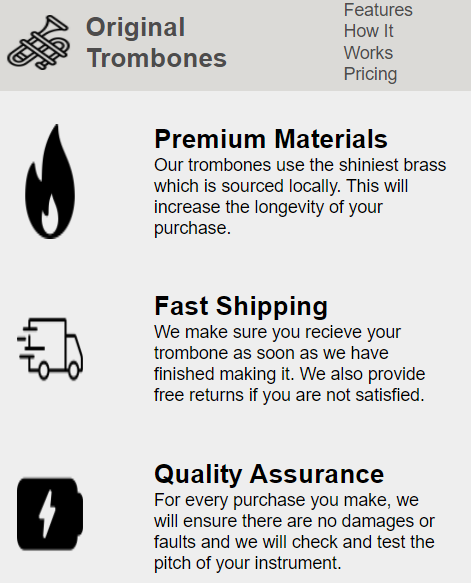 Original
Trombones
Features
How It
Works
Pricing
Premium Materials
Our trombones use the shiniest brass
which is sourced locally. This will
increase the longevity of your
purchase.
Fast Shipping
We make sure you recieve your
trombone as soon as we have
finished making it. We also provide
free returns if you are not satisfied.
Quality Assurance
For every purchase you make, we
will ensure there are no damages or
faults and we will check and test the
pitch of your instrument.